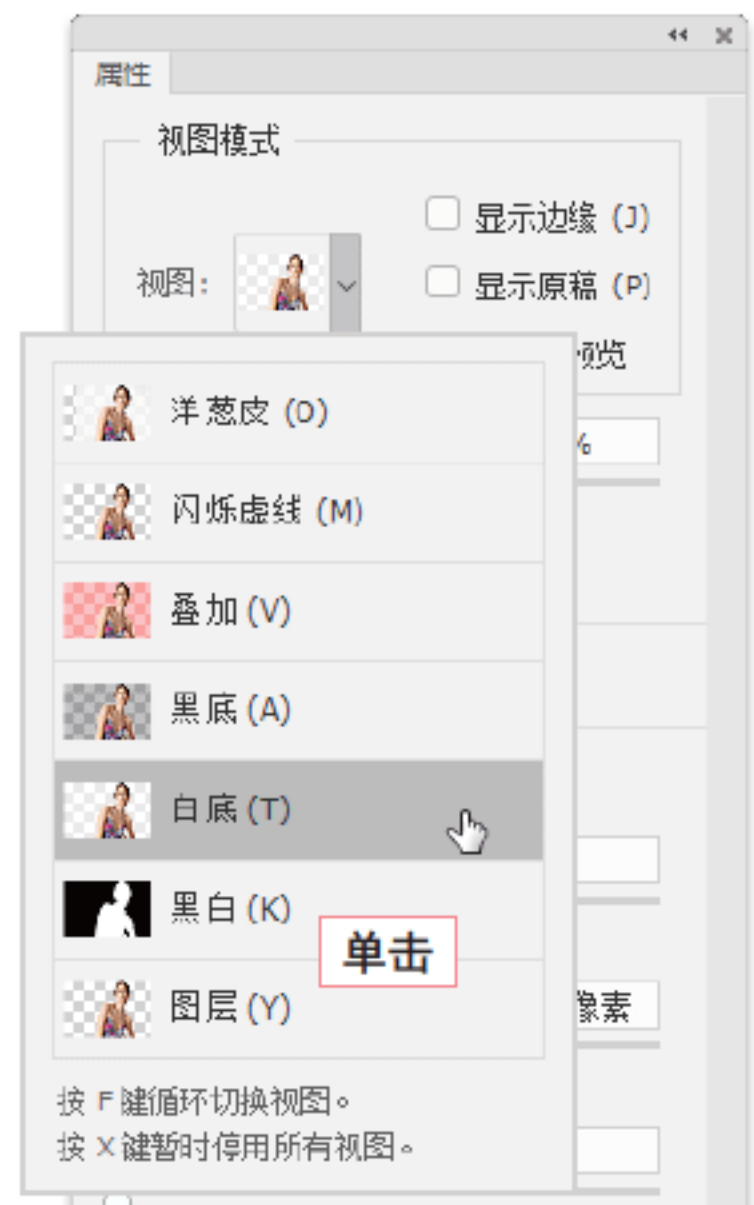 属性
视图模式
显示边缘 (J)
视图：
显示原稿 (P)
预览
洋葱皮 (O)
%
闪烁虚线 (M)
叠加 (V)
黑底 (A)
白底 (T)
黑白 (K)
单击
图层 (Y)
像素
按 F 键循环切换视图。
按 X 键暂时停用所有视图。